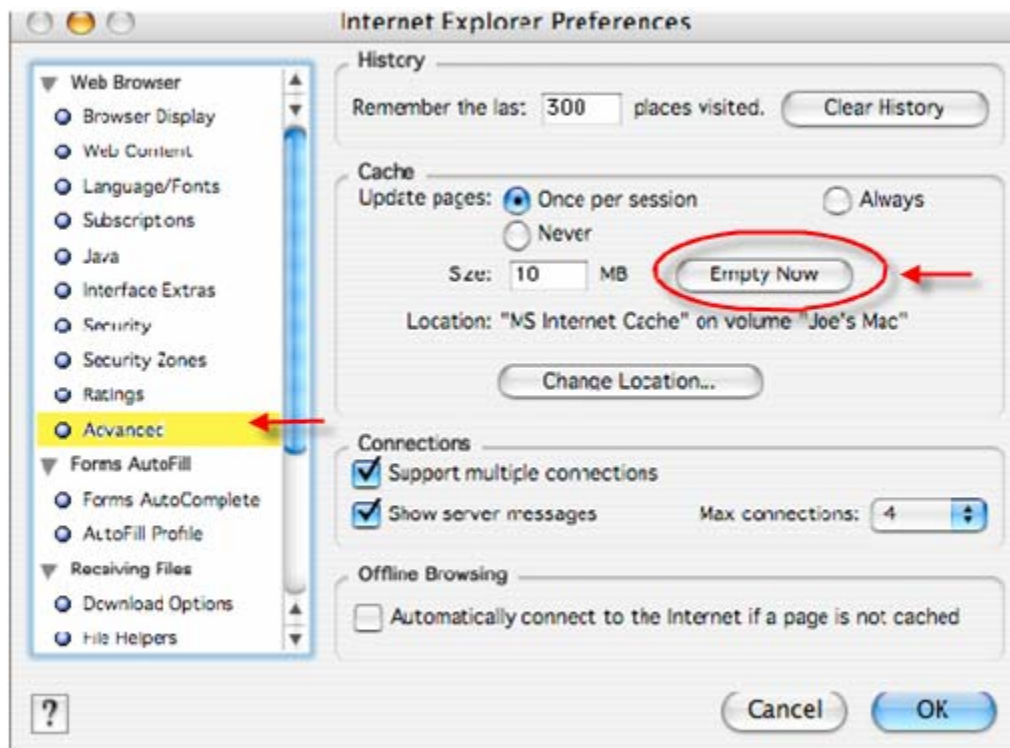 Internet Explorer Preferences
Web Browser
Browser Display
Web Content
Language/Fonts
Subscriptions
Java
Interface Extras
Security
Security Zones
Ratings
Advanced
Forms AutoFill
Forms AutoComplete
AutoFill Profile
Receiving Files
Download Options
File Helpers
History
Remember the last 300 places visited. Clear History
Cache
Update pages: Once per session Always
Never
Size: 10 MB Empty Now
Location: "MS Internet Cache" on volume "Joe's Mac"
Change Location...
Connections
Support multiple connections
Show server messages Max connections: 4
Offline Browsing
Automatically connect to the Internet if a page is not cached
? Cancel OK